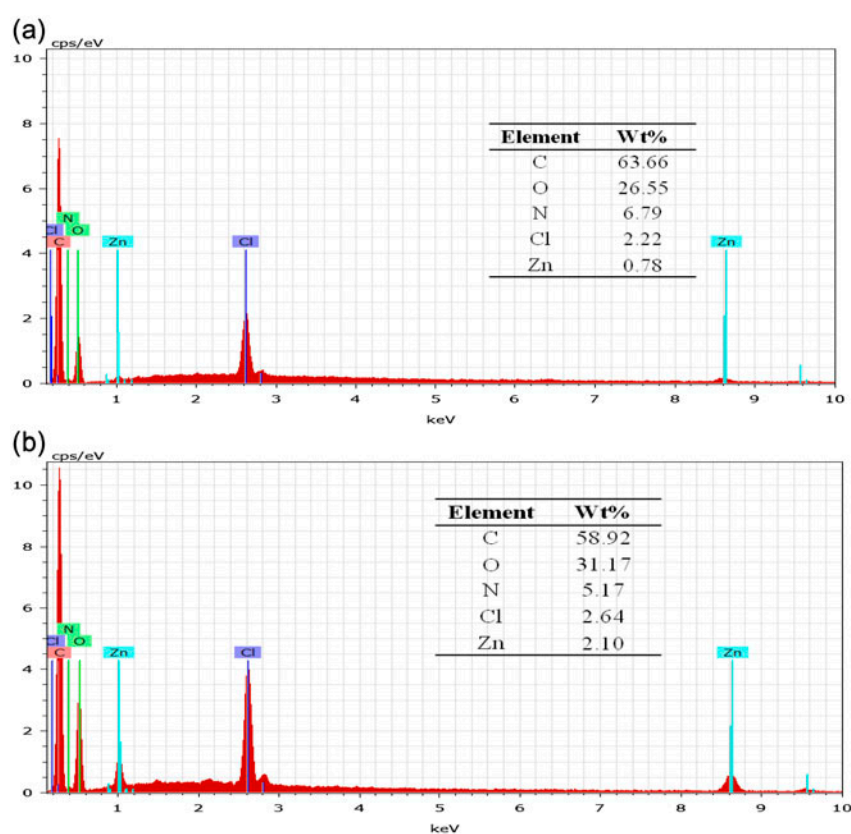 (a)
cps/eV
10
8
6
4
2
0
N
Cl O
C Zn Cl Zn
Element Wt%
C 63.66
O 26.55
N 6.79
Cl 2.22
Zn 0.78
1 2 3 4 5 6 7 8 9 10
keV
(b)
cps/eV
10
8
6
4
2
0
N
Cl O
C Zn Cl Zn
Element Wt%
C 58.92
O 31.17
N 5.17
Cl 2.64
Zn 2.10
1 2 3 4 5 6 7 8 9 10
keV